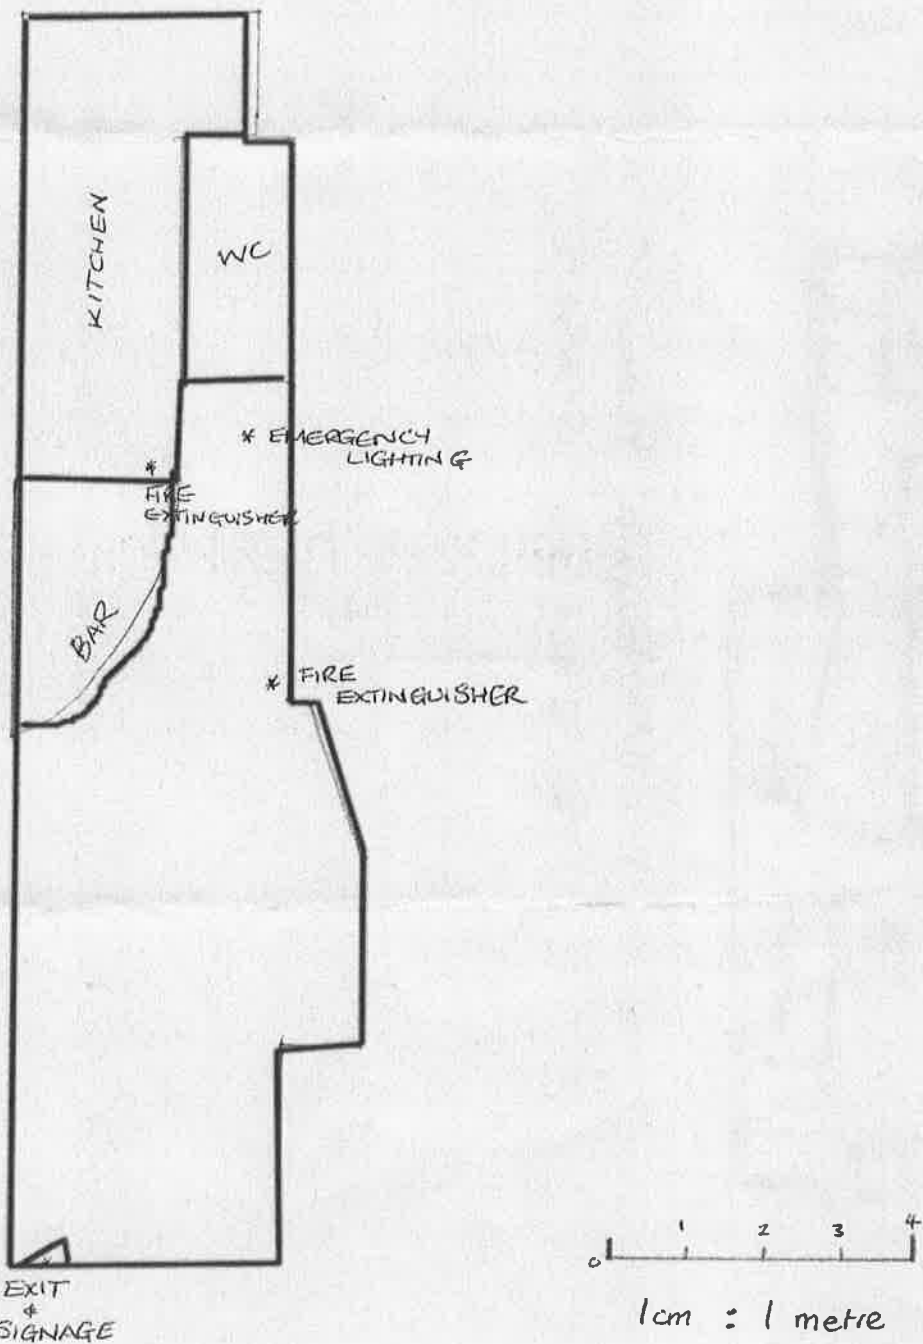 KITCHEN
WC
* EMERGENCY
LIGHTING
*
FIRE
EXTINGUISHER
BAR
* FIRE
EXTINGUISHER
EXIT
&
SIGNAGE
0 1 2 3 4
1cm : 1 metre